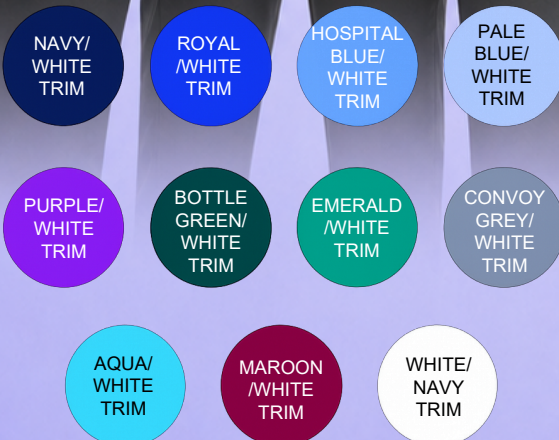 NAVY/
WHITE
TRIM
ROYAL
/WHITE
TRIM
HOSPITAL
BLUE/
WHITE
TRIM
PALE
BLUE/
WHITE
TRIM
PURPLE/
WHITE
TRIM
BOTTLE
GREEN/
WHITE
TRIM
EMERALD
/WHITE
TRIM
CONVOY
GREY/
WHITE
TRIM
AQUA/
WHITE
TRIM
MAROON
/WHITE
TRIM
WHITE/
NAVY
TRIM